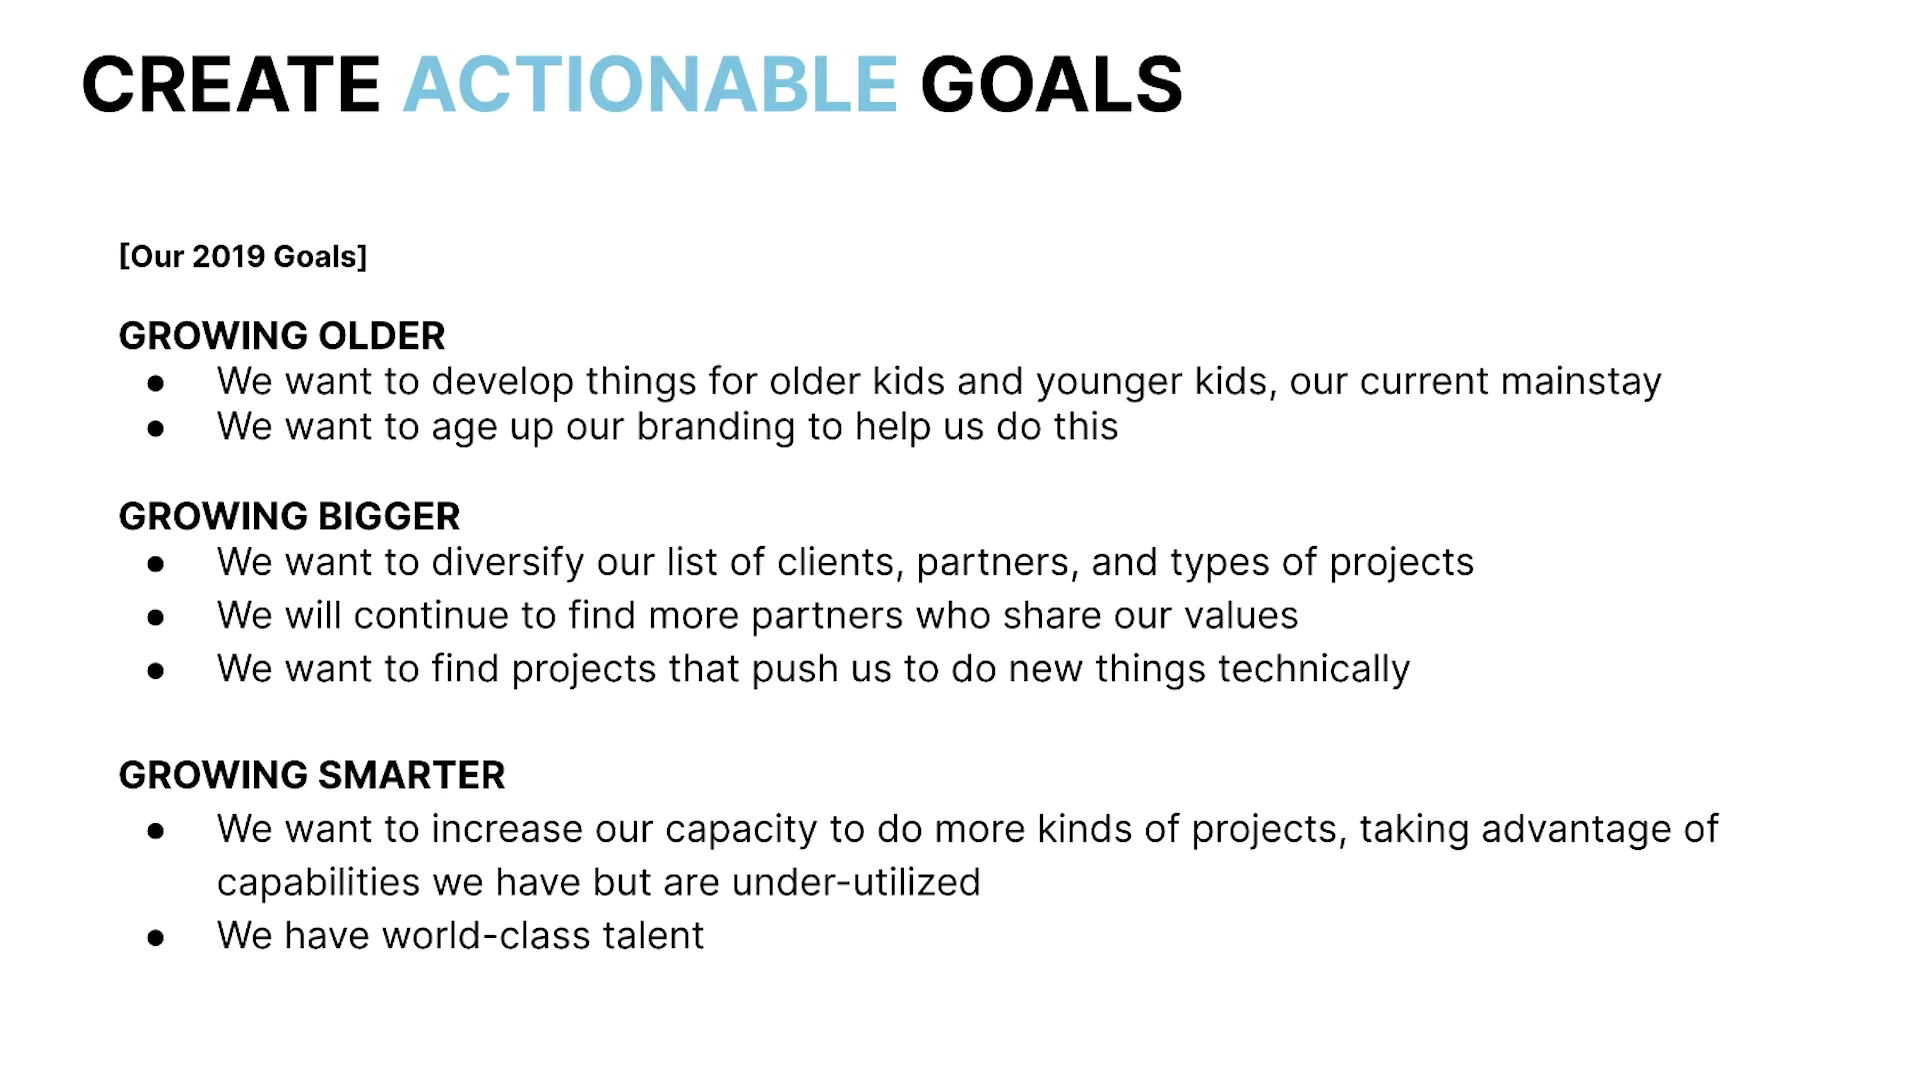 CREATE ACTIONABLE GOALS
[Our 2019 Goals]
GROWING OLDER
● We want to develop things for older kids and younger kids, our current mainstay
● We want to age up our branding to help us do this
GROWING BIGGER
● We want to diversify our list of clients, partners, and types of projects
● We will continue to find more partners who share our values
● We want to find projects that push us to do new things technically
GROWING SMARTER
● We want to increase our capacity to do more kinds of projects, taking advantage of
capabilities we have but are under-utilized
● We have world-class talent